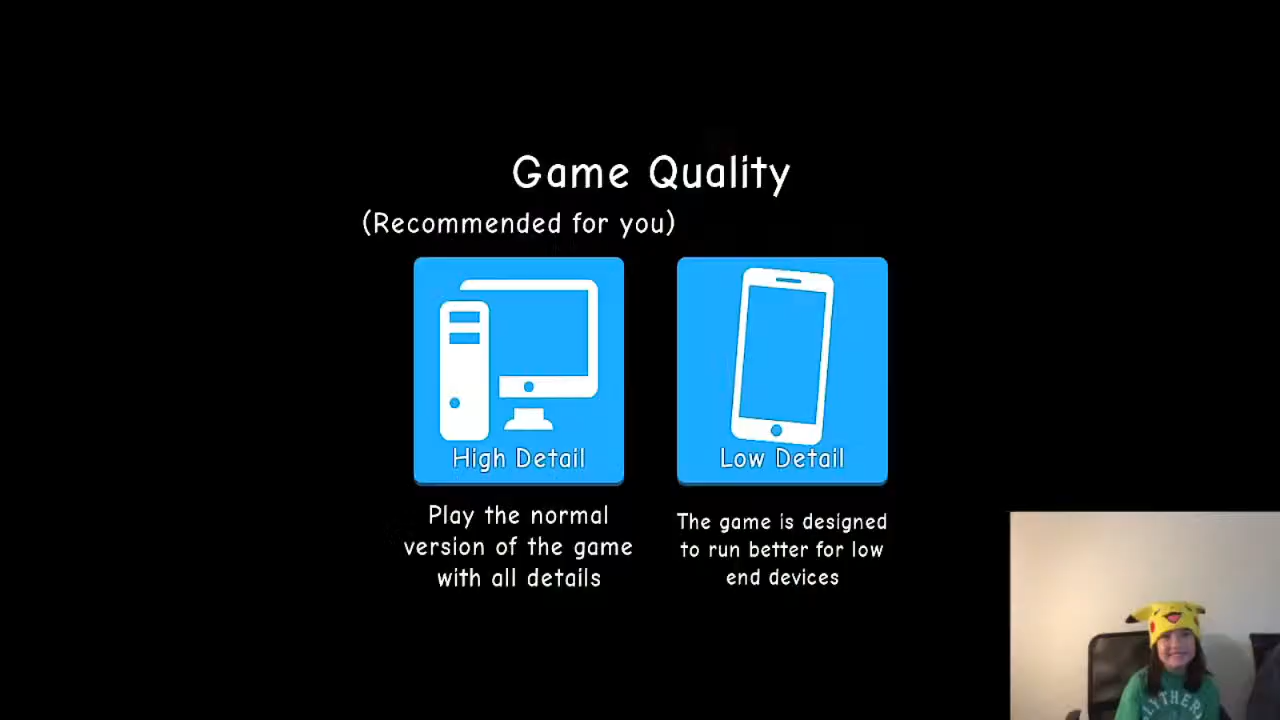 Game Quality
(Recommended for you)
High Detail
Low Detail
Play the normal
version of the game
with all details
The game is designed
to run better for low
end devices